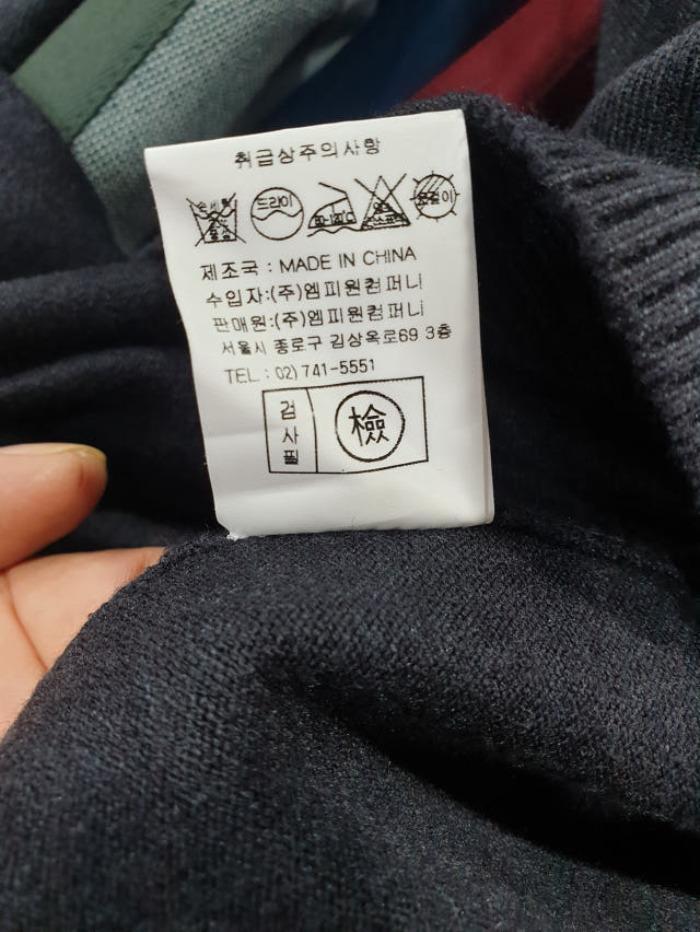 취급상주의사항
드라이
제조국 : MADE IN CHINA
수입자:(주)엠피원컴퍼니
판매원:(주)엠피원컴퍼니
서울시 종로구 김상옥로69 3층
TEL : 02) 741-5551
검사필
檢